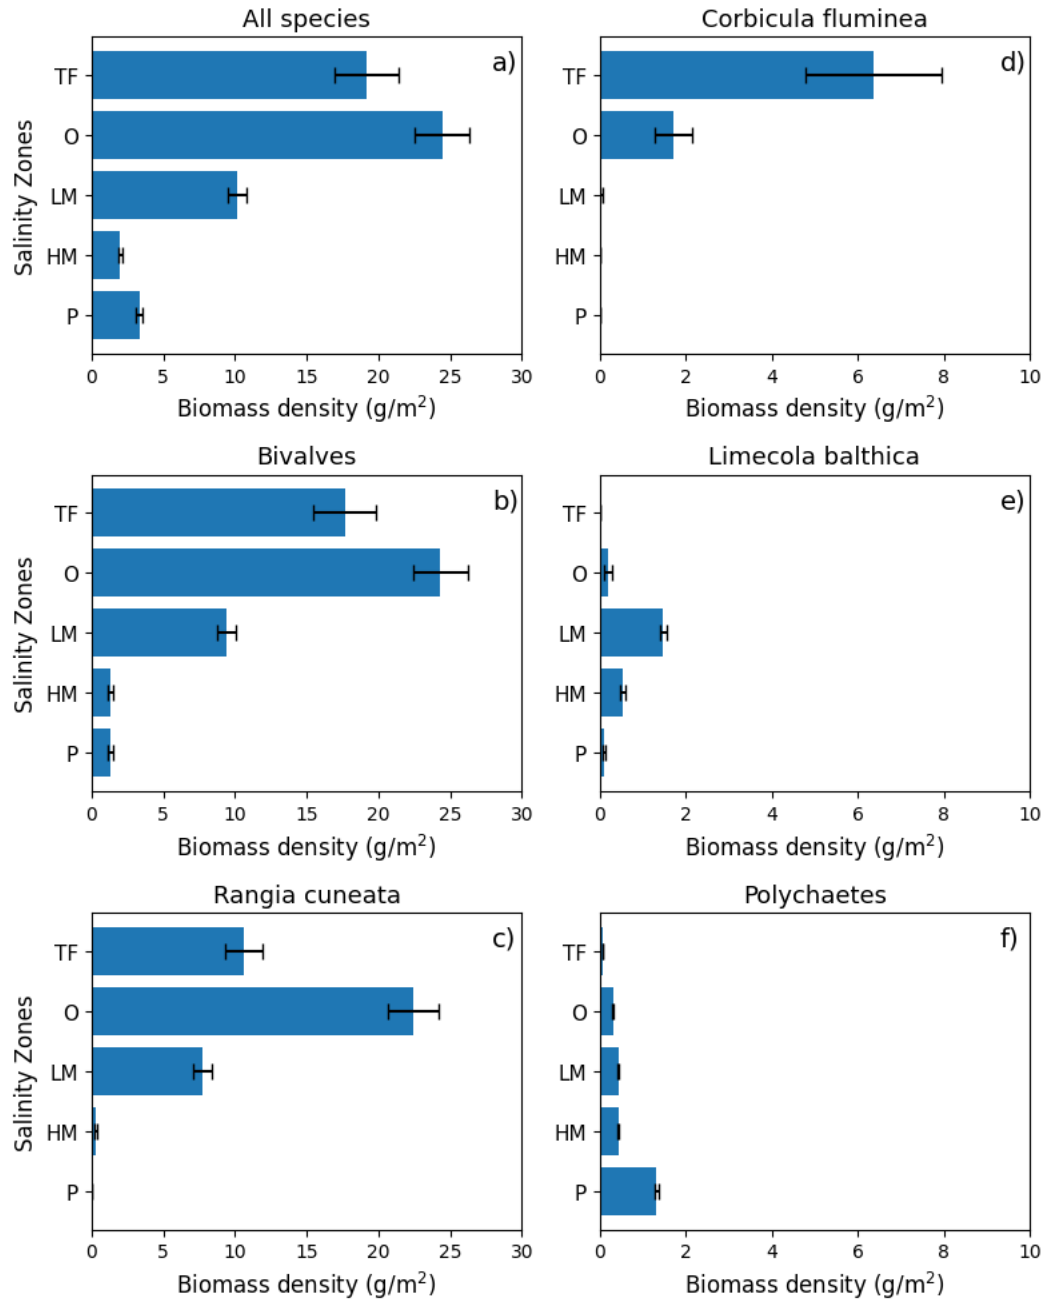 All species
a)
Salinity Zones
TF
O
LM
HM
P
0 5 10 15 20 25 30
Biomass density (g/m²)
Corbicula fluminea
d)
TF
O
LM
HM
P
0 2 4 6 8 10
Biomass density (g/m²)
Bivalves
b)
Salinity Zones
TF
O
LM
HM
P
0 5 10 15 20 25 30
Biomass density (g/m²)
Limecola balthica
e)
TF
O
LM
HM
P
0 2 4 6 8 10
Biomass density (g/m²)
Rangia cuneata
c)
Salinity Zones
TF
O
LM
HM
P
0 5 10 15 20 25 30
Biomass density (g/m²)
Polychaetes
f)
TF
O
LM
HM
P
0 2 4 6 8 10
Biomass density (g/m²)